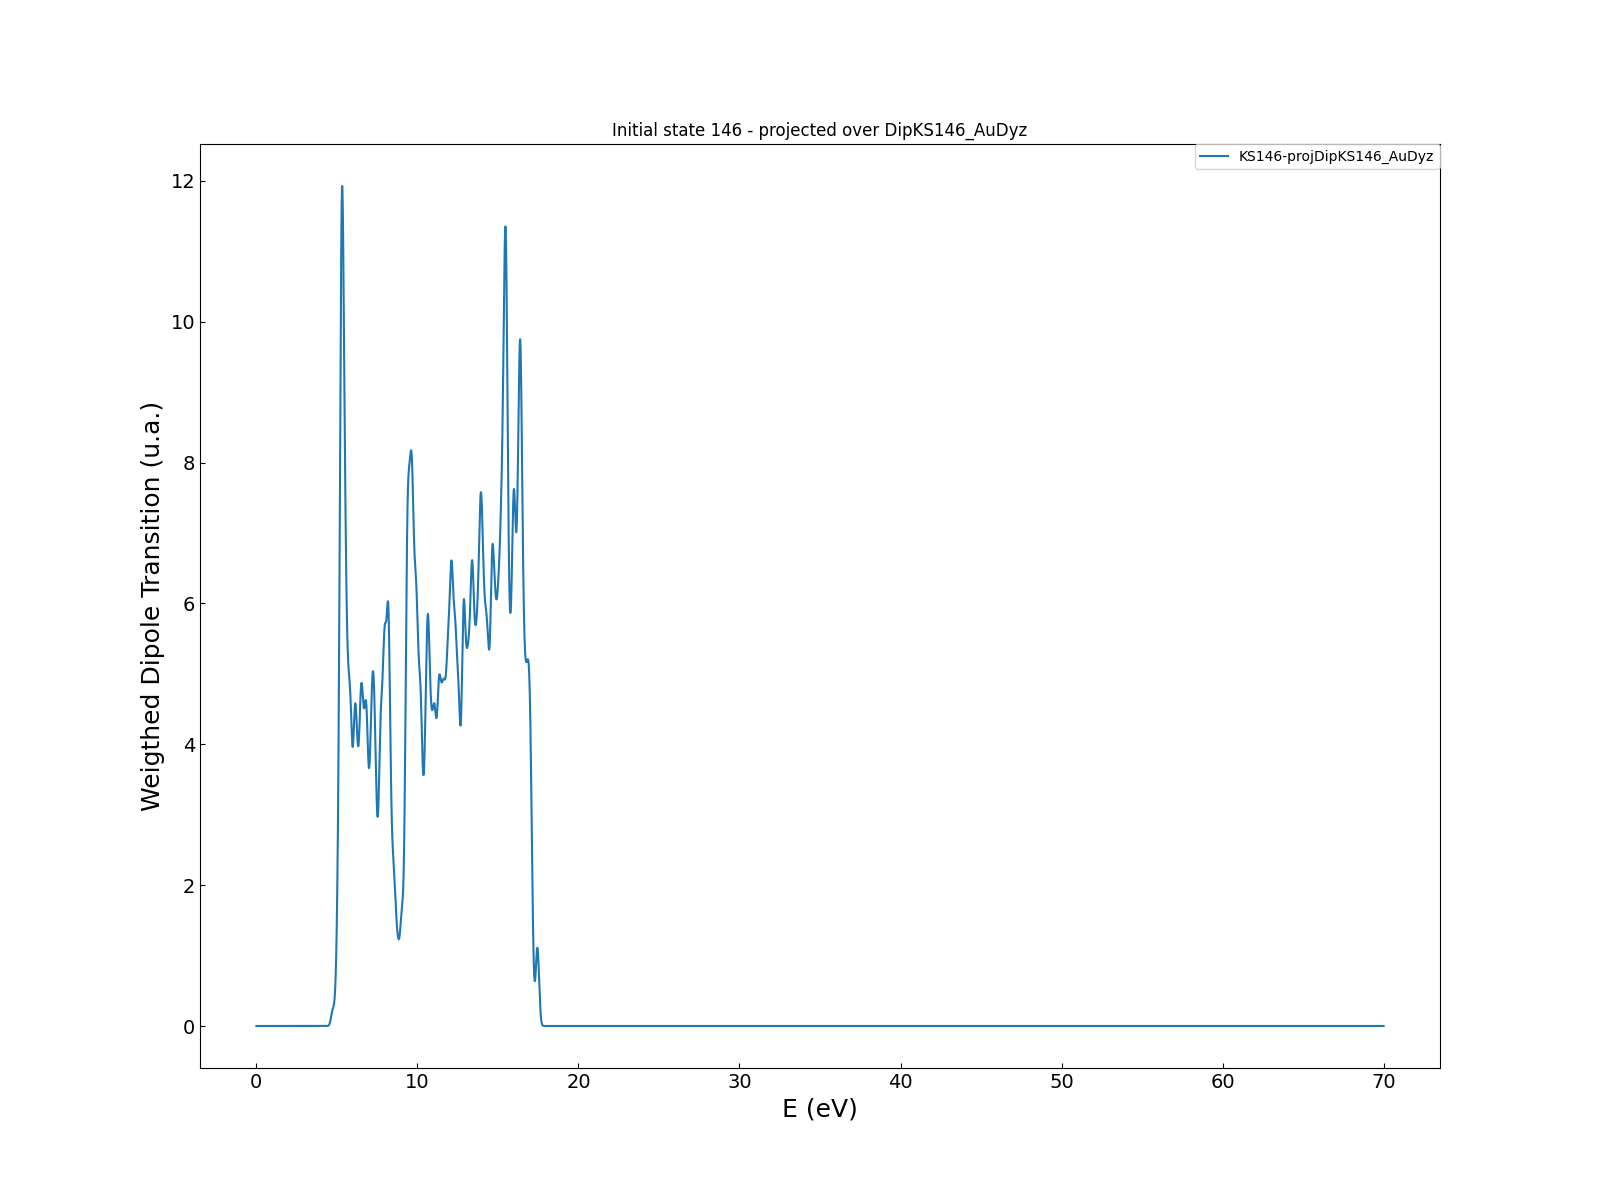 Initial state 146 - projected over DipKS146_AuDyz
KS146-projDipKS146_AuDyz
Weigthed Dipole Transition (u.a.)
12
10
8
6
4
2
0
0 10 20 30 40 50 60 70
E (eV)